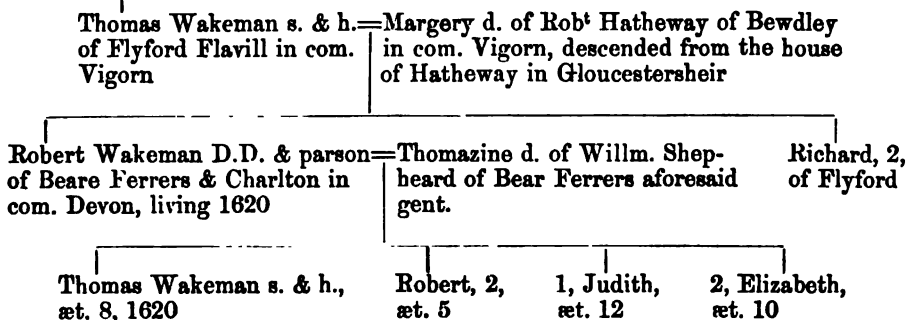 Thomas Wakeman s. & h.=Margery d. of Robᵗ Hatheway of Bewdley
of Flyford Flavill in com. in com. Vigorn, descended from the house
Vigorn of Hatheway in Gloucestersheir
Robert Wakeman D.D. & parson=Thomazine d. of Willm. Shep- Richard, 2,
of Beare Ferrers & Charlton in heard of Bear Ferrers aforesaid of Flyford
com. Devon, living 1620 gent.
Thomas Wakeman s. & h., Robert, 2, 1, Judith, 2, Elizabeth,
æt. 8, 1620 æt. 5 æt. 12 æt. 10